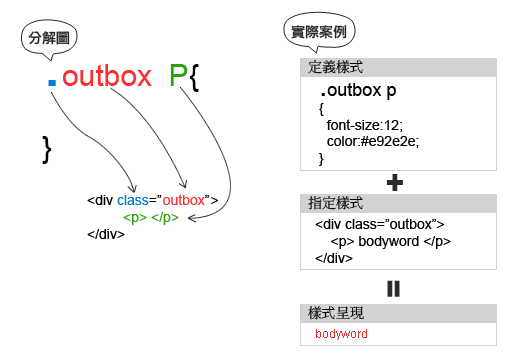 分解圖
.outbox P{
}
<div class="outbox">
<p> </p>
</div>
實際案例
定義樣式
.outbox p
{
font-size:12;
color:#e92e2e;
}
指定樣式
<div class="outbox">
<p> bodyword </p>
</div>
樣式呈現
bodyword